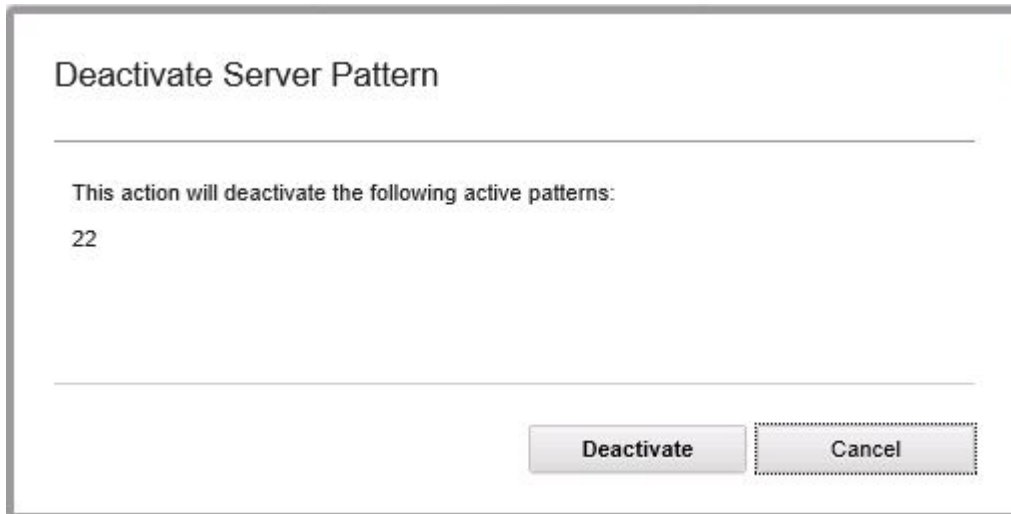 Deactivate Server Pattern
This action will deactivate the following active patterns:
22
Deactivate Cancel